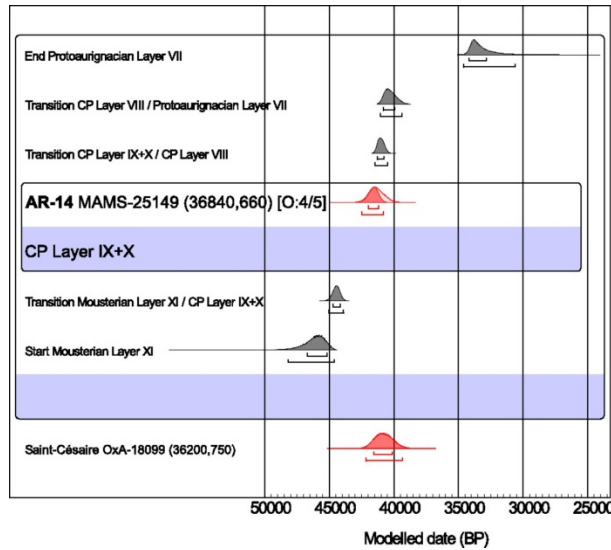 End Protoaurignacian Layer VII
Transition CP Layer VIII / Protoaurignacian Layer VII
Transition CP Layer IX+X / CP Layer VIII
AR-14 MAMS-25149 (36840,660) [O:4/5]
CP Layer IX+X
Transition Mousterian Layer XI / CP Layer IX+X
Start Mousterian Layer XI
Saint-Césaire OxA-18099 (36200,750)
50000 45000 40000 35000 30000 25000
Modelled date (BP)